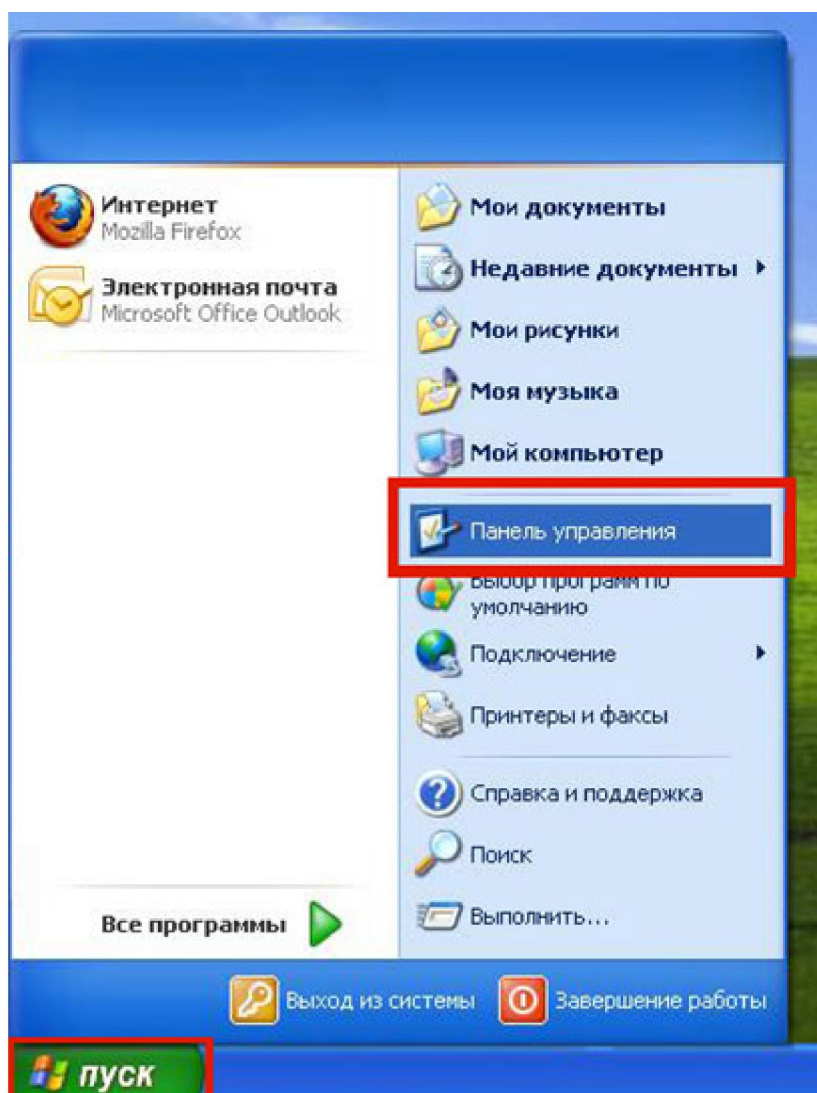 Интернет
Mozilla Firefox
Электронная почта
Microsoft Office Outlook
Все программы
Мои документы
Недавние документы
Мои рисунки
Моя музыка
Мой компьютер
Панель управления
Выбор программ по
умолчанию
Подключение
Принтеры и факсы
Справка и поддержка
Поиск
Выполнить...
Выход из системы
Завершение работы
пуск